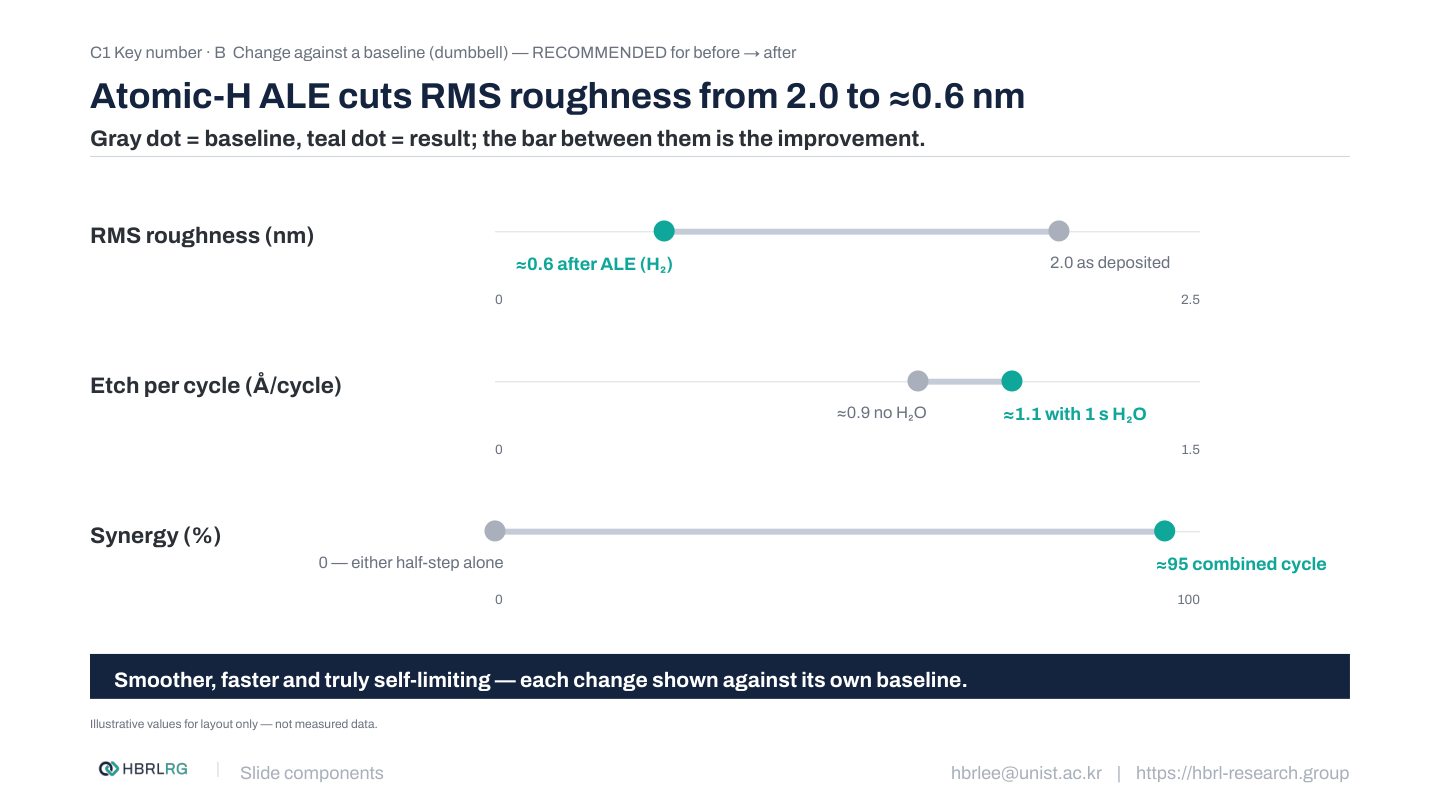 C1 Key number · B  Change against a baseline (dumbbell) — RECOMMENDED for before → after
Atomic-H ALE cuts RMS roughness from 2.0 to ≈0.6 nm
Gray dot = baseline, teal dot = result; the bar between them is the improvement.
RMS roughness (nm)
≈0.6 after ALE (H₂)
2.0 as deposited
0
2.5
Etch per cycle (Å/cycle)
≈0.9 no H₂O
≈1.1 with 1 s H₂O
0
1.5
Synergy (%)
0 — either half-step alone
≈95 combined cycle
0
100
Smoother, faster and truly self-limiting — each change shown against its own baseline.
Illustrative values for layout only — not measured data.
HBRLRG | Slide components
hbrlee@unist.ac.kr | https://hbrl-research.group